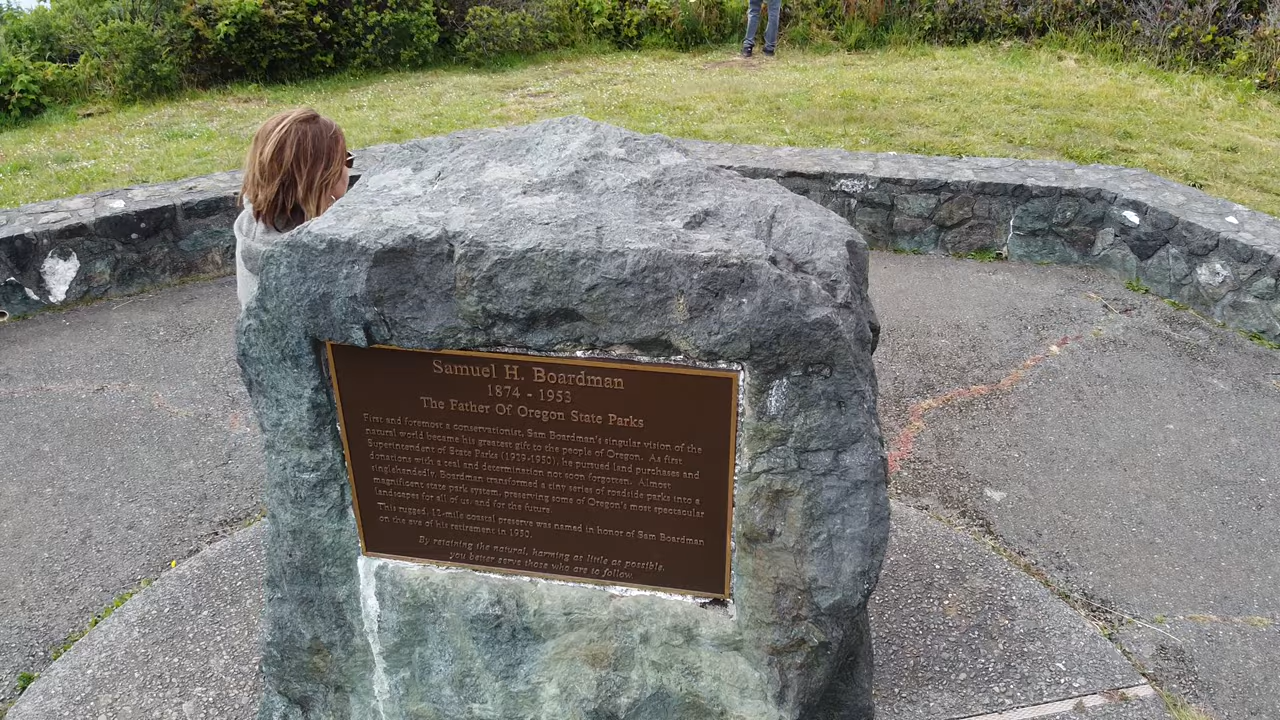 Samuel H. Boardman
1874 - 1953
The Father Of Oregon State Parks
First and foremost a conservationist, Sam Boardman's singular vision of the
natural world became his greatest gift to the people of Oregon. As first
Superintendent of State Parks (1929-1950), he pursued land purchases and
donations with a zeal and determination not soon forgotten. Almost
singlehandedly, Boardman transformed a tiny series of roadside parks into a
magnificent state park system, preserving some of Oregon's most spectacular
landscapes for all of us, and for the future.
This rugged, 12-mile coastal preserve was named in honor of Sam Boardman
on the eve of his retirement in 1950.
By retaining the natural, harming as little as possible,
you better serve those who are to follow.